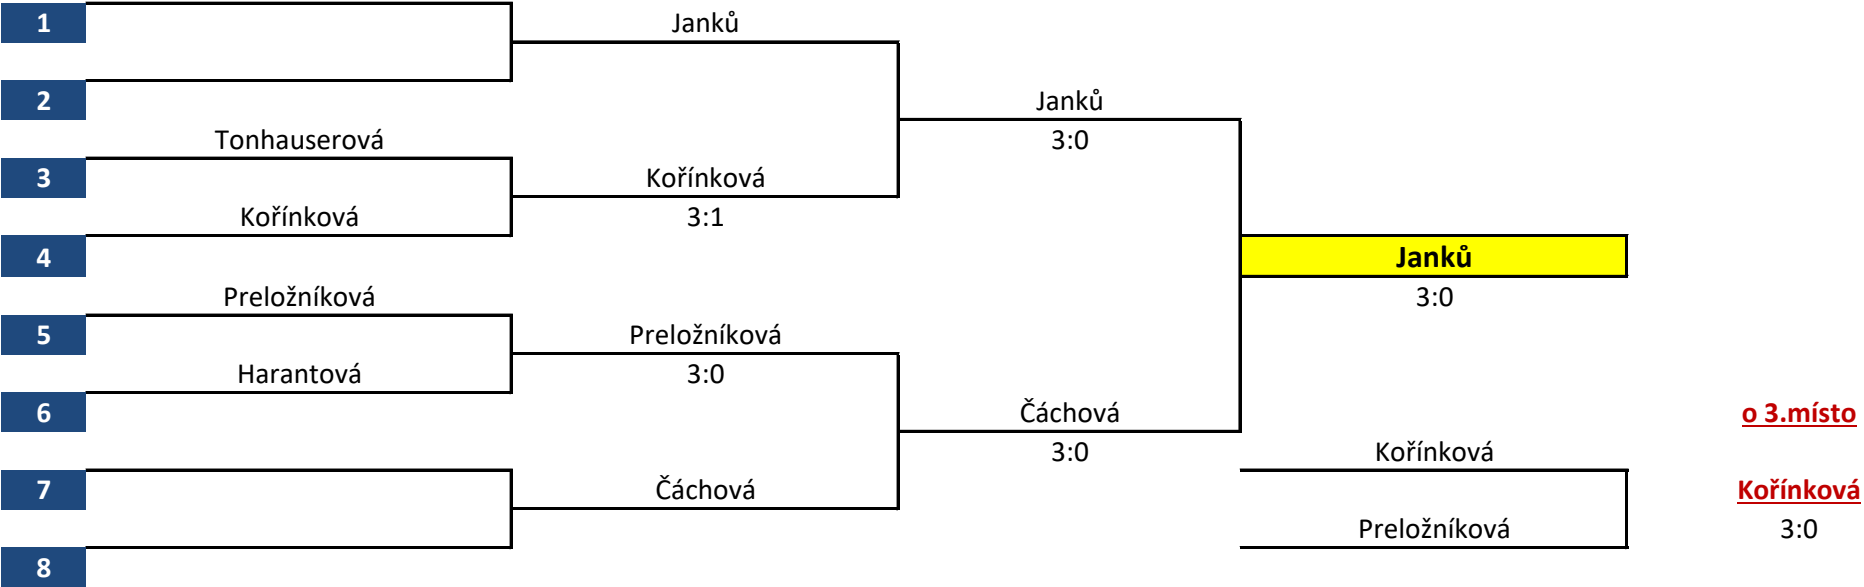 1
Janků
2
Janků
Tonhauserová
3:0
3
Kořínková
Kořínková
3:1
4
Janků
Preložníková
3:0
5
Preložníková
Harantová
3:0
6
Čáchová
o 3.místo
3:0
Kořínková
7
Čáchová
Kořínková
Preložníková
3:0
8